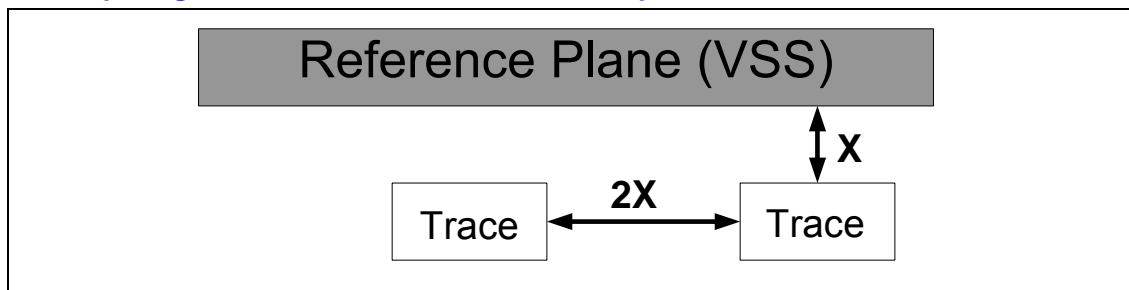 Reference Plane (VSS)
X
2X
Trace
Trace